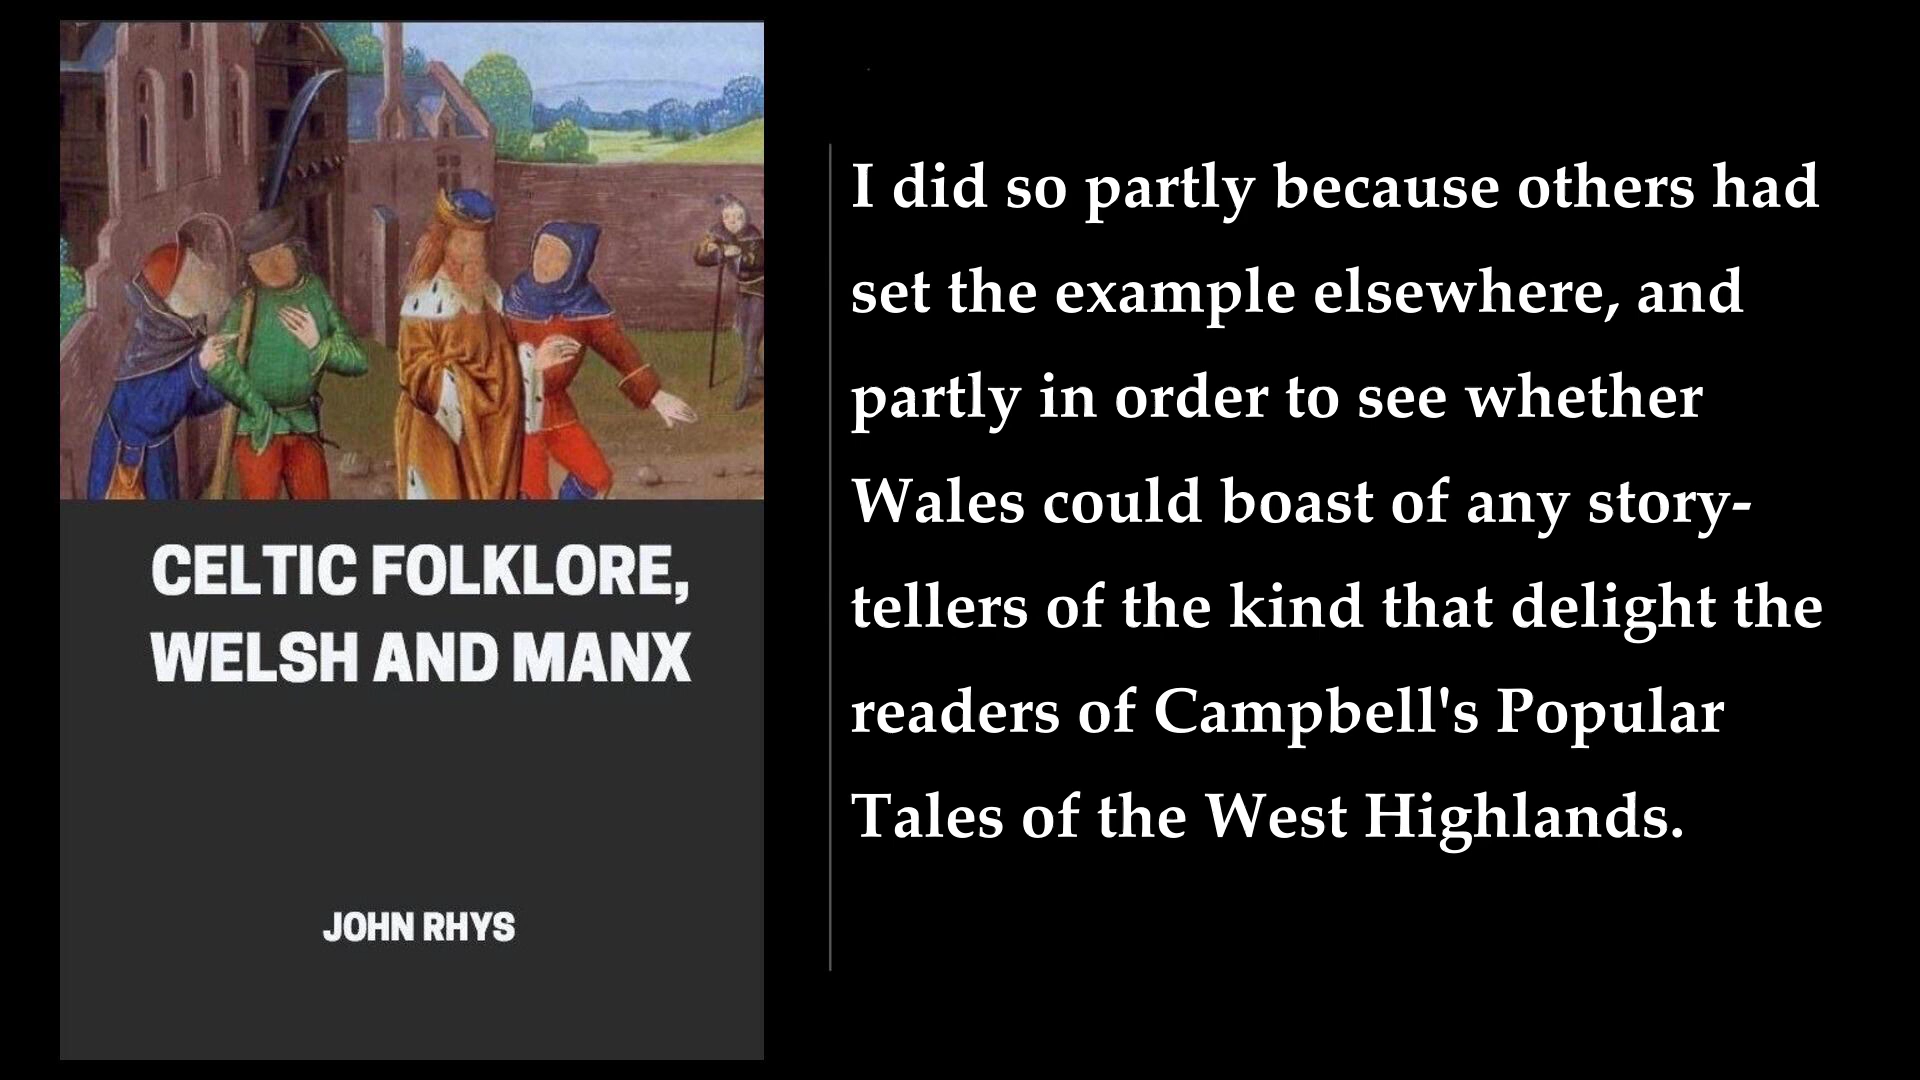 CELTIC FOLKLORE,
WELSH AND MANX
JOHN RHYS
I did so partly because others had
set the example elsewhere, and
partly in order to see whether
Wales could boast of any story-
tellers of the kind that delight the
readers of Campbell's Popular
Tales of the West Highlands.